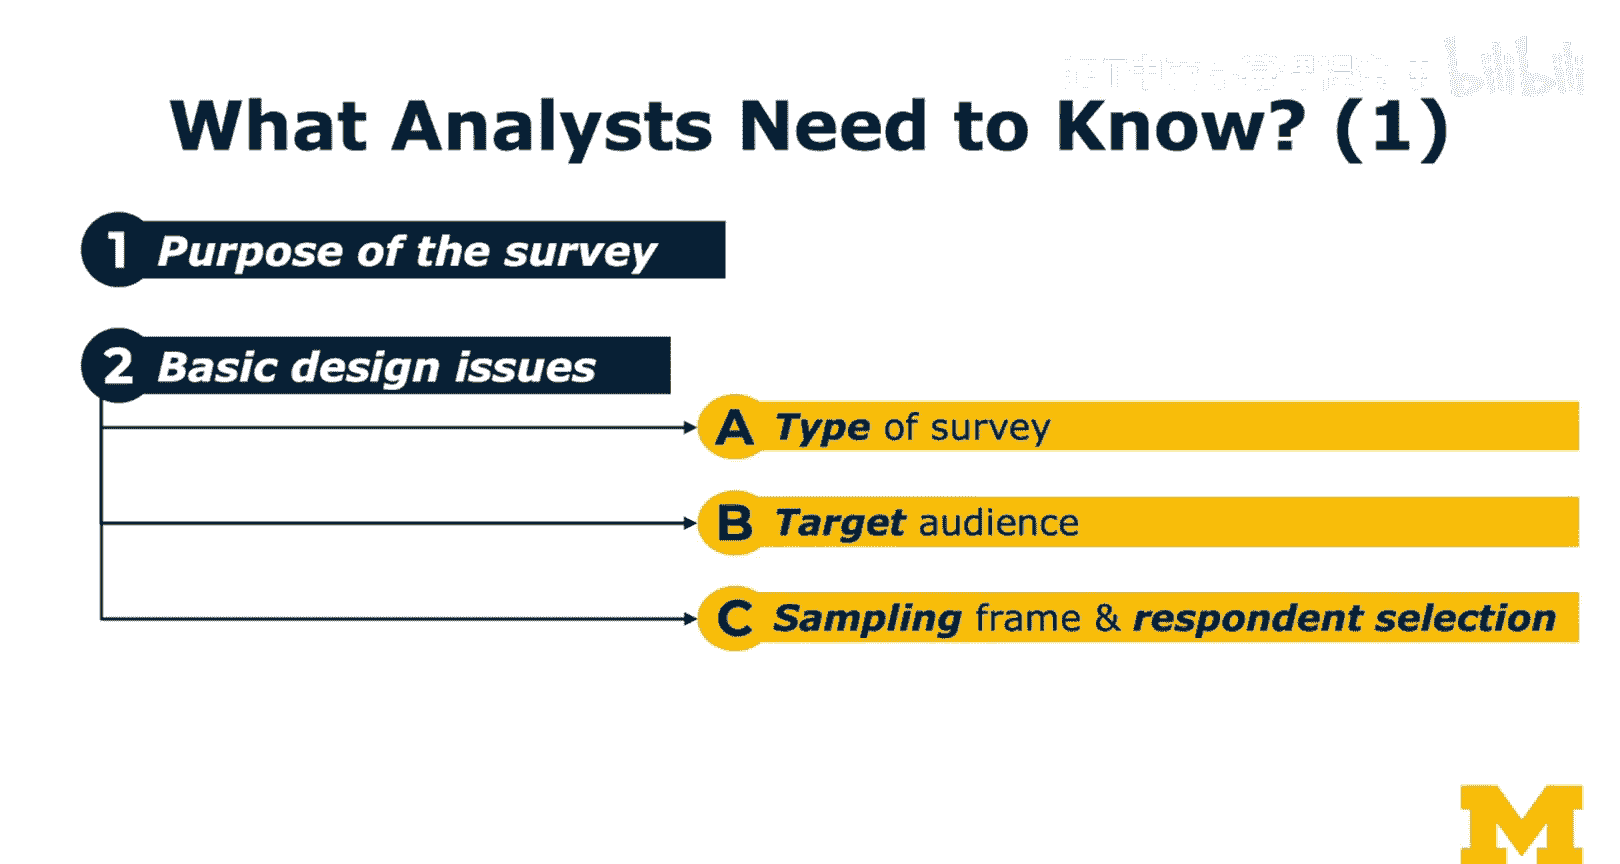 bilibili
What Analysts Need to Know? (1)
1 Purpose of the survey
2 Basic design issues
A Type of survey
B Target audience
C Sampling frame & respondent selection
M